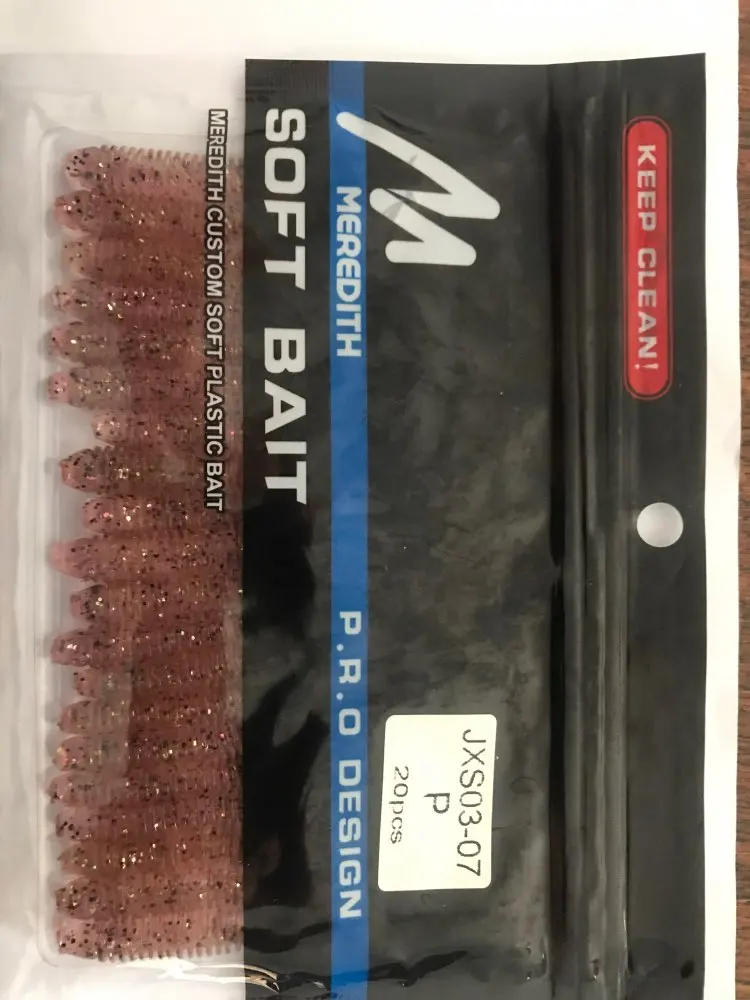 KEEP CLEAN!
MEREDITH P.R.O DESIGN
SOFT BAIT
MEREDITH CUSTOM SOFT PLASTIC BAIT
JXS03-07
P
20pcs